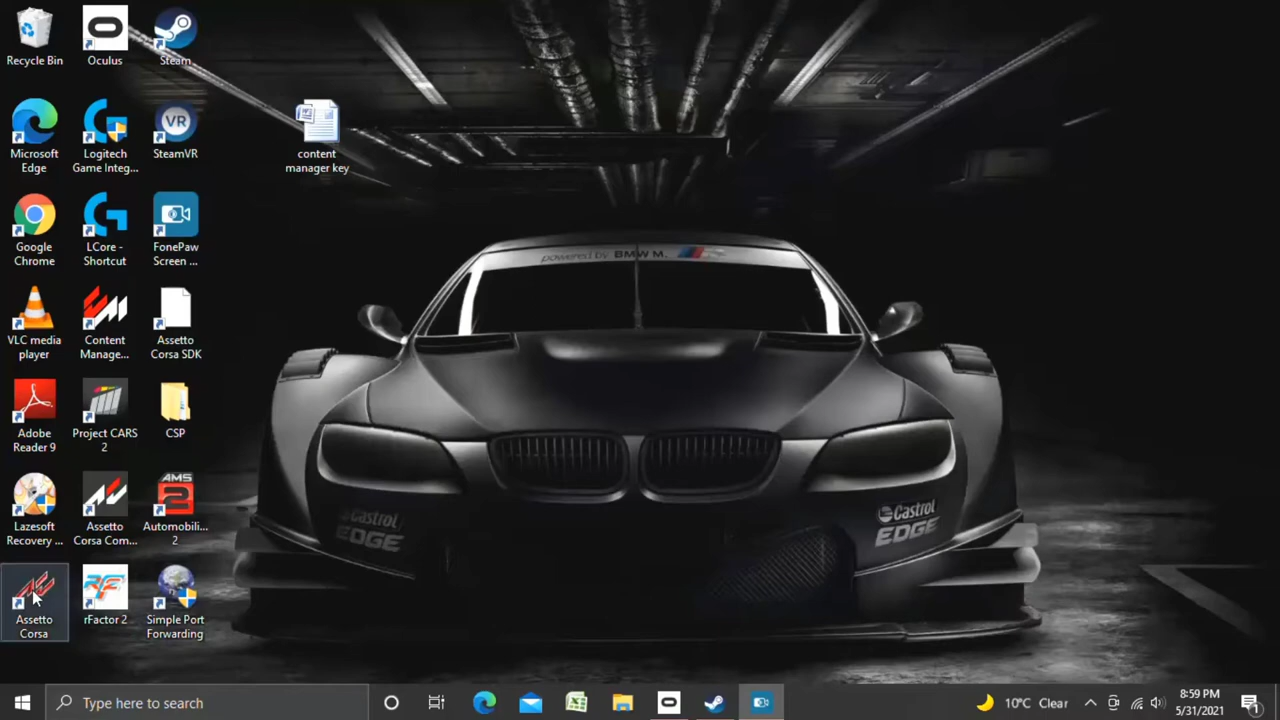 Recycle Bin
Oculus
Steam
Microsoft
Edge
Logitech
Game Integ...
VR
SteamVR
content
manager key
Google
Chrome
LCore -
Shortcut
FonePaw
Screen ...
VLC media
player
Content
Manage...
Assetto
Corsa SDK
Adobe
Reader 9
Project CARS
2
CSP
Lazesoft
Recovery ...
Assetto
Corsa Com...
AMS
2
Automobili...
2
Assetto
Corsa
rFactor 2
Simple Port
Forwarding
powered by BMW M.
Castrol
EDGE
Castrol
EDGE
Type here to search
10°C Clear
8:59 PM
5/31/2021
1